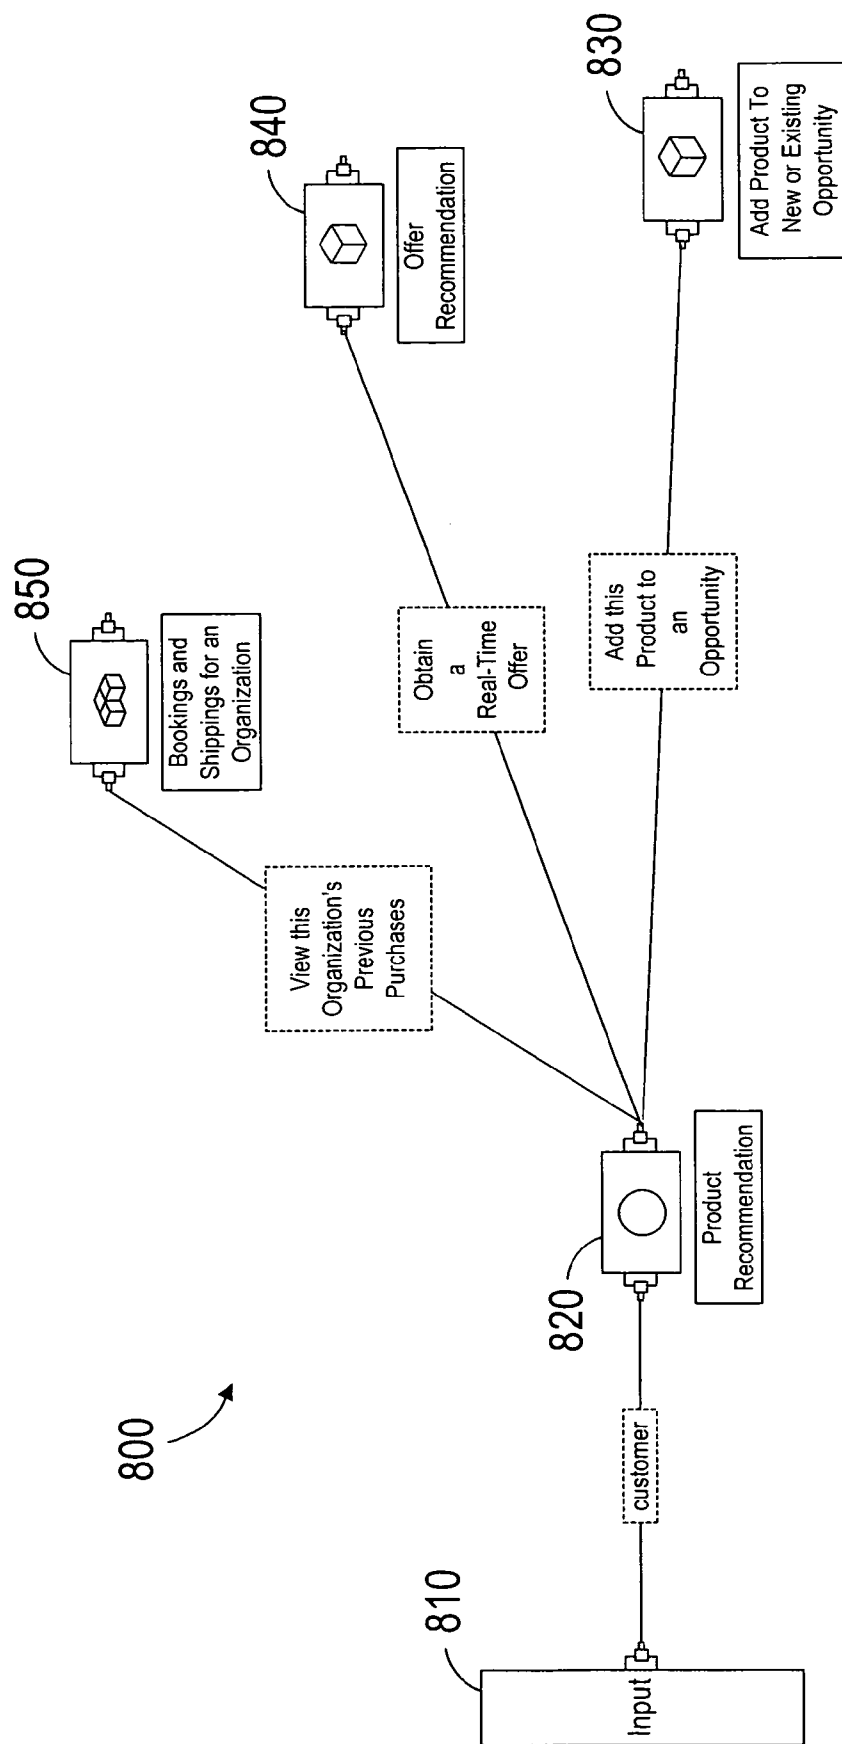 800
850
Bookings and
Shippings for an
Organization
View this
Organization's
Previous
Purchases
840
Offer
Recommendation
Obtain
a
Real-Time
Offer
810
Input
customer
820
Product
Recommendation
Add this
Product to
an
Opportunity
830
Add Product To
New or Existing
Opportunity